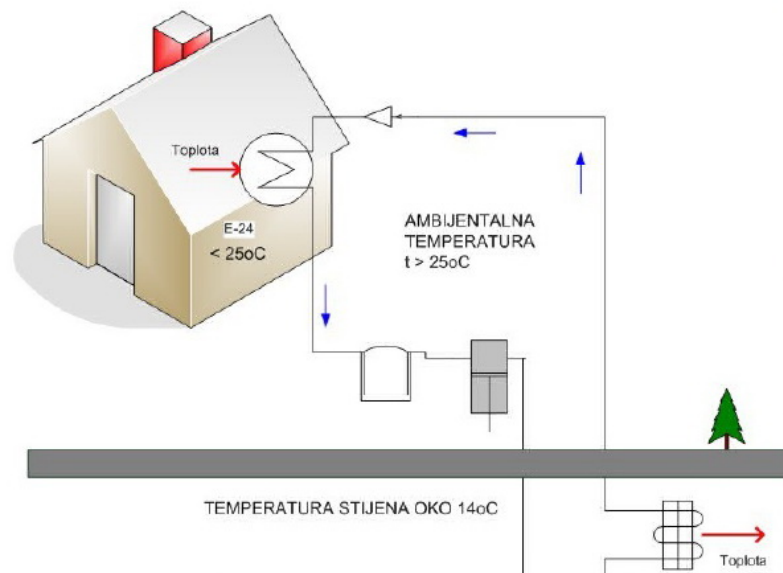 Toplota
E-24
< 25oC
AMBIJENTALNA
TEMPERATURA
t > 25oC
TEMPERATURA STIJENA OKO 14oC
Toplota